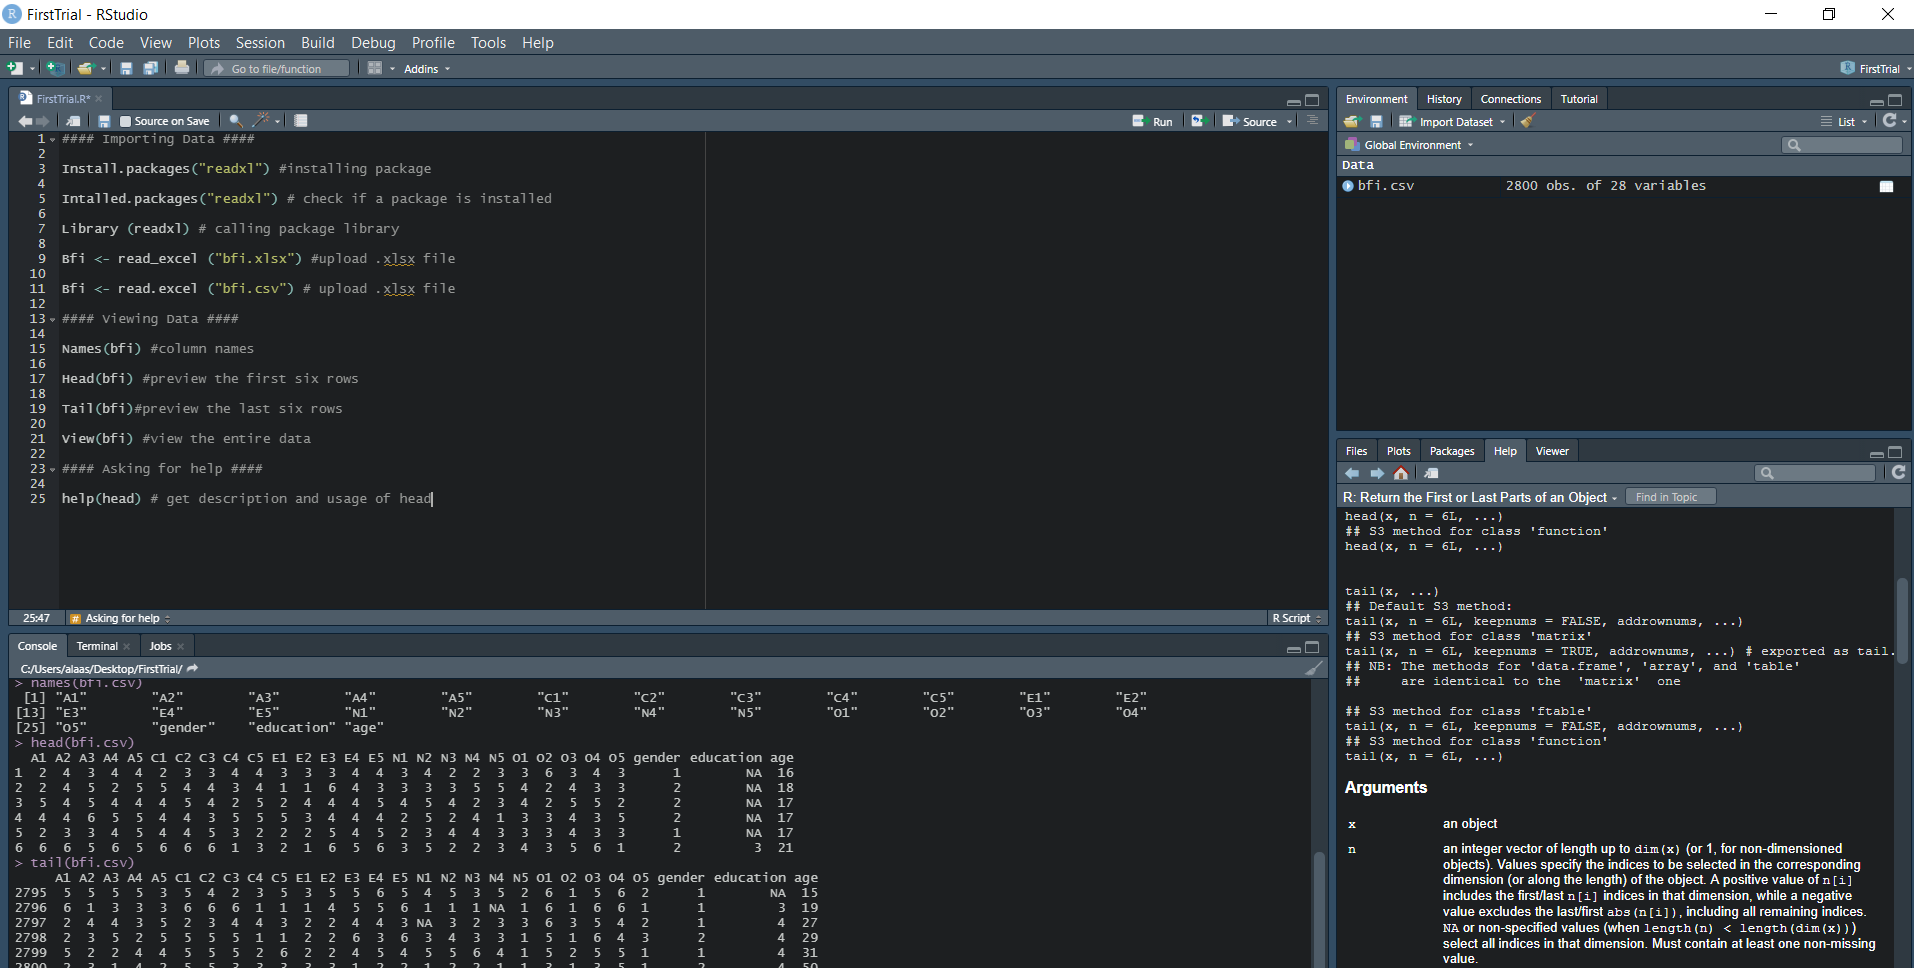 FirstTrial - RStudio
File Edit Code View Plots Session Build Debug Profile Tools Help
Go to file/function Addins FirstTrial
FirstTrial.R*
Source on Save Run Source
1 #### Importing Data ####
2
3 Install.packages("readxl") #installing package
4
5 Intalled.packages("readxl") # check if a package is installed
6
7 Library (readxl) # calling package library
8
9 Bfi <- read_excel ("bfi.xlsx") #upload .xlsx file
10
11 Bfi <- read.excel ("bfi.csv") # upload .xlsx file
12
13 #### Viewing Data ####
14
15 Names(bfi) #column names
16
17 Head(bfi) #preview the first six rows
18
19 Tail(bfi)#preview the last six rows
20
21 View(bfi) #view the entire data
22
23 #### Asking for help ####
24
25 help(head) # get description and usage of head
25:47 Asking for help R Script
Console Terminal Jobs
C:/Users/alaas/Desktop/FirstTrial/
> names(bfi.csv)
[1] "A1" "A2" "A3" "A4" "A5" "C1" "C2" "C3" "C4" "C5" "E1" "E2"
[13] "E3" "E4" "E5" "N1" "N2" "N3" "N4" "N5" "O1" "O2" "O3" "O4"
[25] "O5" "gender" "education" "age"
> head(bfi.csv)
A1 A2 A3 A4 A5 C1 C2 C3 C4 C5 E1 E2 E3 E4 E5 N1 N2 N3 N4 N5 O1 O2 O3 O4 O5 gender education age
1 2 4 3 4 4 2 3 3 4 4 3 3 3 4 4 3 4 2 2 3 3 6 3 4 3 1 NA 16
2 2 4 5 2 5 5 4 4 3 4 1 1 6 4 3 3 3 3 5 5 4 2 4 3 3 2 NA 18
3 5 4 5 4 4 4 5 4 2 5 2 4 4 4 5 4 5 4 2 3 4 2 5 5 2 2 NA 17
4 4 4 6 5 5 4 4 3 5 5 5 3 4 4 4 2 5 2 4 1 3 3 4 3 5 2 NA 17
5 2 3 3 4 5 4 4 5 3 2 2 2 5 4 5 2 3 4 4 3 3 3 4 3 3 1 NA 17
6 6 6 5 6 5 6 6 6 1 3 2 1 6 5 6 3 5 2 2 3 4 3 5 6 1 2 3 21
> tail(bfi.csv)
A1 A2 A3 A4 A5 C1 C2 C3 C4 C5 E1 E2 E3 E4 E5 N1 N2 N3 N4 N5 O1 O2 O3 O4 O5 gender education age
2795 5 5 5 5 3 5 4 2 3 5 3 5 5 6 5 4 5 3 5 2 6 1 5 6 2 1 NA 15
2796 6 1 3 3 3 6 6 6 1 1 1 4 5 5 6 1 1 1 NA 1 6 1 6 6 1 1 3 19
2797 2 4 4 3 5 2 3 4 4 3 2 2 4 4 3 NA 3 2 3 3 6 3 5 4 2 1 4 27
2798 2 3 5 2 5 5 5 5 1 1 2 2 6 3 6 3 4 3 3 1 5 1 6 4 3 2 4 29
2799 5 2 2 4 4 5 5 5 2 6 2 2 4 5 4 5 5 6 4 1 5 2 5 5 1 1 4 31
2800 2 3 1 4 2 5 5 3 3 3 3 3 1 2 2 1 2 2 1 1 3 1 3 5 1 2 4 50
Environment History Connections Tutorial
Import Dataset List
Global Environment
Data
bfi.csv 2800 obs. of 28 variables
Files Plots Packages Help Viewer
R: Return the First or Last Parts of an Object Find in Topic
head(x, n = 6L, ...)
## S3 method for class 'function'
head(x, n = 6L, ...)
tail(x, ...)
## Default S3 method:
tail(x, n = 6L, keepnums = FALSE, addrownums, ...)
## S3 method for class 'matrix'
tail(x, n = 6L, keepnums = TRUE, addrownums, ...) # exported as tail.
## NB: The methods for 'data.frame', 'array', and 'table'
## are identical to the 'matrix' one
## S3 method for class 'ftable'
tail(x, n = 6L, keepnums = FALSE, addrownums, ...)
## S3 method for class 'function'
tail(x, n = 6L, ...)
Arguments
x an object
n an integer vector of length up to dim(x) (or 1, for non-dimensioned
objects). Values specify the indices to be selected in the corresponding
dimension (or along the length) of the object. A positive value of n[i]
includes the first/last n[i] indices in that dimension, while a negative
value excludes the last/first abs(n[i]), including all remaining indices.
NA or non-specified values (when length(n) < length(dim(x)))
select all indices in that dimension. Must contain at least one non-missing
value.